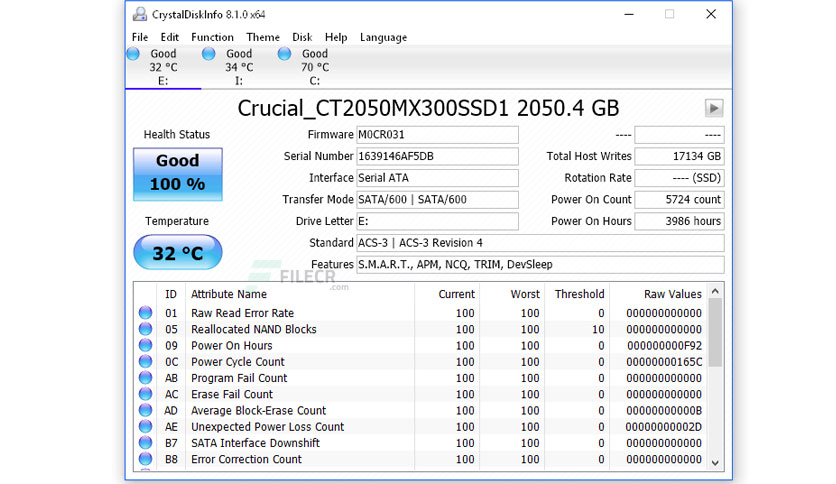 CrystalDiskInfo 8.1.0 x64
File Edit Function Theme Disk Help Language
Good Good Good
32 °C 34 °C 70 °C
E: I: C:
Crucial_CT2050MX300SSD1 2050.4 GB
Health Status Firmware M0CR031 ---- ----
Good Serial Number 1639146AF5DB Total Host Writes 17134 GB
100 % Interface Serial ATA Rotation Rate ---- (SSD)
Transfer Mode SATA/600 | SATA/600 Power On Count 5724 count
Temperature Drive Letter E: Power On Hours 3986 hours
32 °C Standard ACS-3 | ACS-3 Revision 4
Features S.M.A.R.T., APM, NCQ, TRIM, DevSleep
FILECR
.com
ID Attribute Name Current Worst Threshold Raw Values
01 Raw Read Error Rate 100 100 0 000000000000
05 Reallocated NAND Blocks 100 100 10 000000000000
09 Power On Hours 100 100 0 000000000F92
0C Power Cycle Count 100 100 0 00000000165C
AB Program Fail Count 100 100 0 000000000000
AC Erase Fail Count 100 100 0 000000000000
AD Average Block-Erase Count 100 100 0 00000000000B
AE Unexpected Power Loss Count 100 100 0 00000000002D
B7 SATA Interface Downshift 100 100 0 000000000000
B8 Error Correction Count 100 100 0 000000000000